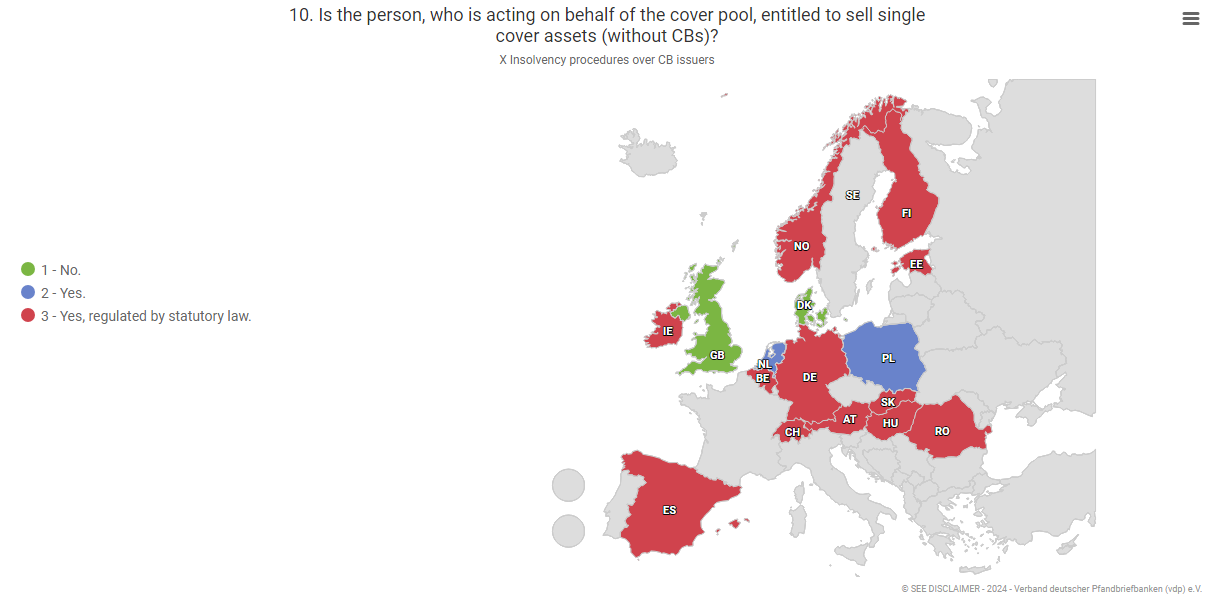 10. Is the person, who is acting on behalf of the cover pool, entitled to sell single
cover assets (without CBs)?
X Insolvency procedures over CB issuers
1 - No.
2 - Yes.
3 - Yes, regulated by statutory law.
SE
FI
NO
EE
DK
IE
GB
NL
BE
DE
PL
SK
AT
HU
CH
RO
ES
© SEE DISCLAIMER - 2024 - Verband deutscher Pfandbriefbanken (vdp) e.V.